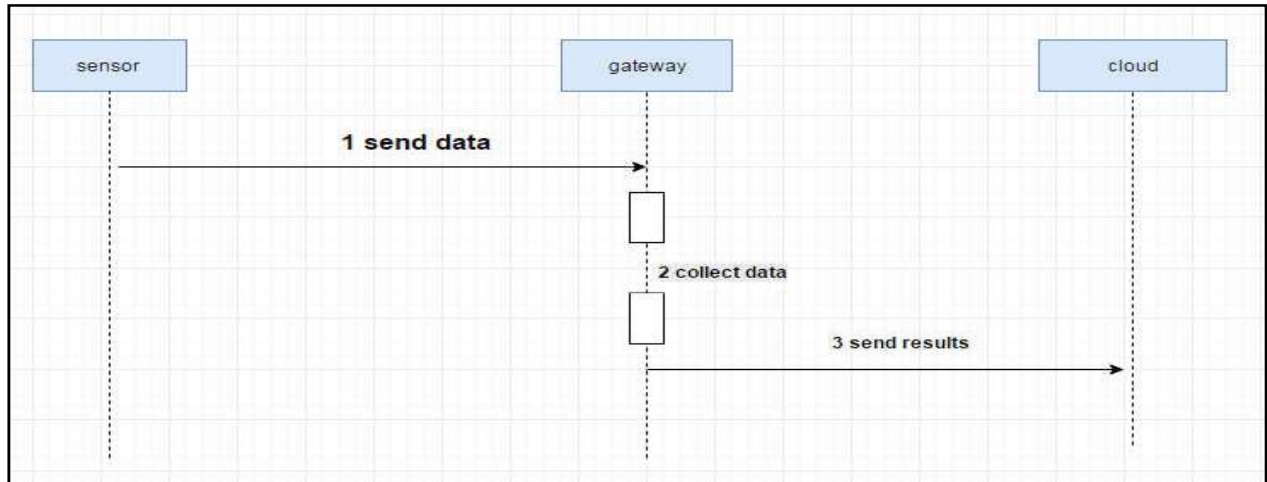 sensor
gateway
cloud
1 send data
2 collect data
3 send results